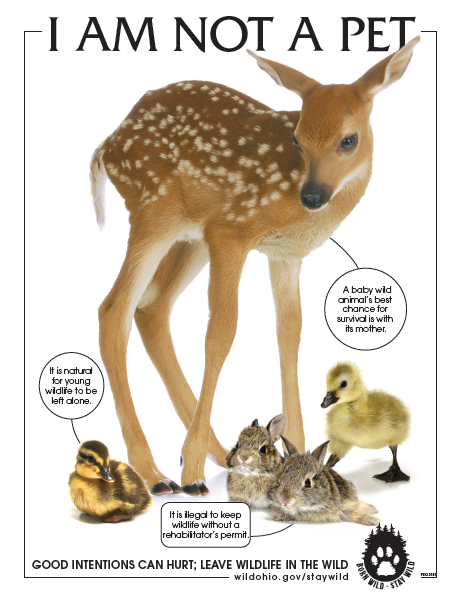 I AM NOT A PET
A baby wild
animal's best
chance for
survival is with
its mother.
It is natural
for young
wildlife to be
left alone.
It is illegal to keep
wildlife without a
rehabilitator's permit.
GOOD INTENTIONS CAN HURT; LEAVE WILDLIFE IN THE WILD
wildohio.gov/staywild
BORN WILD - STAY WILD